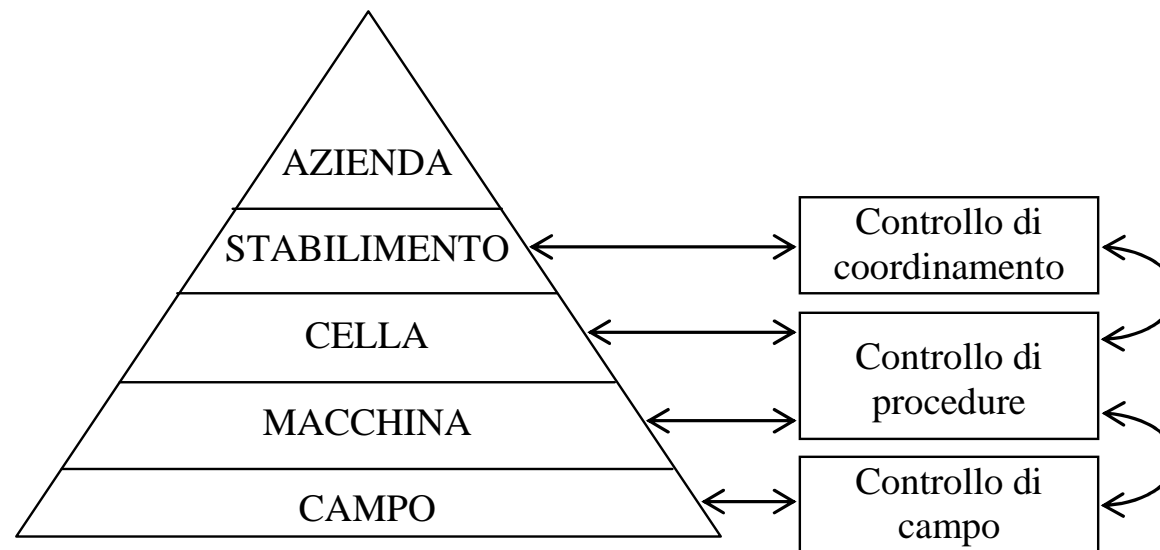 AZIENDA
STABILIMENTO
CELLA
MACCHINA
CAMPO
Controllo di
coordinamento
Controllo di
procedure
Controllo di
campo